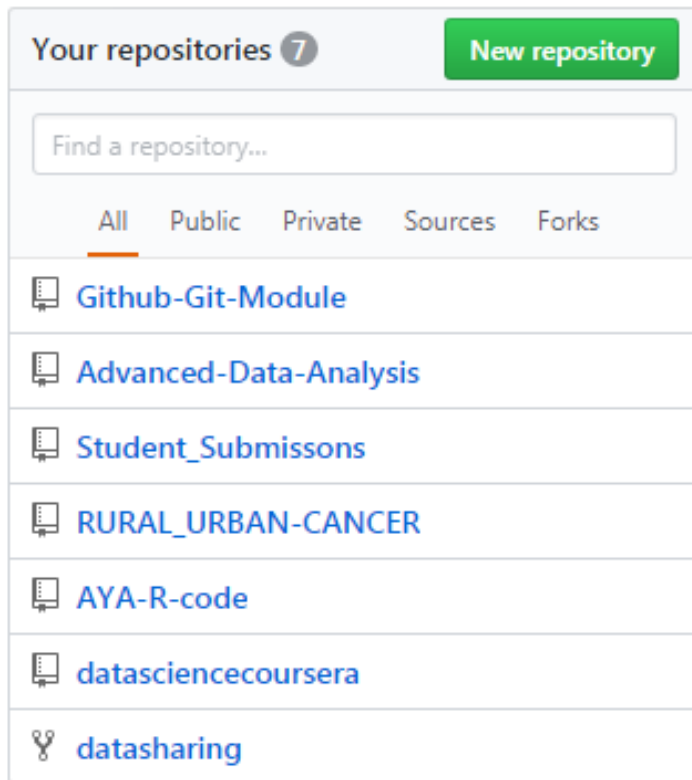 Your repositories 7 New repository
Find a repository...
All Public Private Sources Forks
Github-Git-Module
Advanced-Data-Analysis
Student_Submissons
RURAL_URBAN-CANCER
AYA-R-code
datasciencecoursera
datasharing